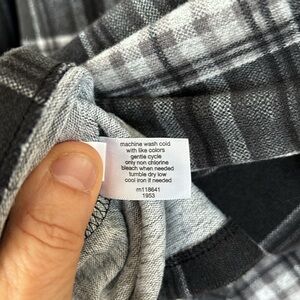 machine wash cold
with like colors
gentle cycle
only non chlorine
bleach when needed
tumble dry low
cool iron if needed
m118641
1953